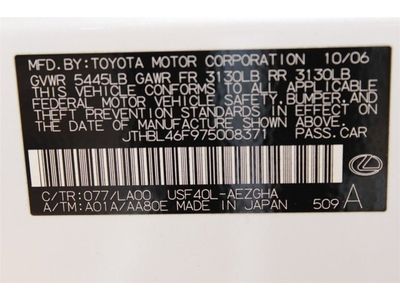 MFD.BY: TOYOTA MOTOR CORPORATION 10/06
GVWR 5445LB GAWR FR 3130LB RR 3130LB
THIS VEHICLE CONFORMS TO ALL APPLICABLE
FEDERAL MOTOR VEHICLE SAFETY,BUMPER,AND
THEFT PREVENTION STANDARDS IN EFFECT ON
THE DATE OF MANUFACTURE SHOWN ABOVE.
JTHBL46F975008371 PASS.CAR
C/TR:077/LA00 USF40L-AEZGHA
A/TM:A01A/AA80E MADE IN JAPAN 509 A